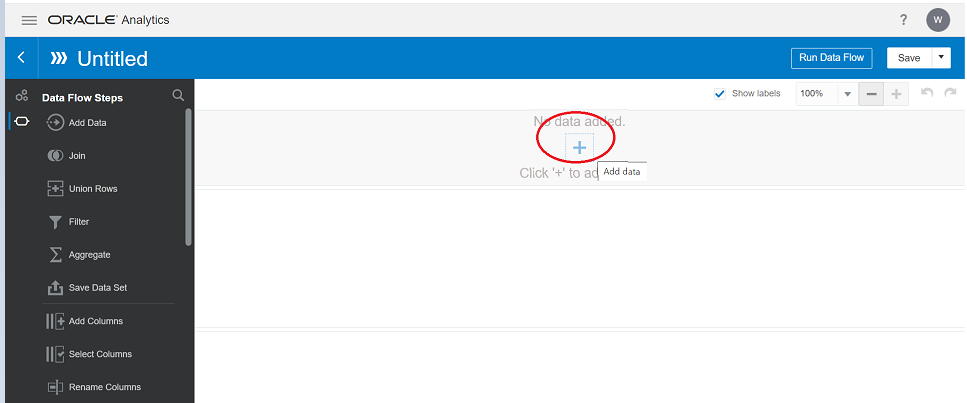 ORACLE Analytics
?
W
Untitled
Run Data Flow
Save
Data Flow Steps
Show labels
100%
Add Data
Join
Union Rows
Filter
Aggregate
Save Data Set
Add Columns
Select Columns
Rename Columns
No data added.
+
Click '+' to ad
Add data